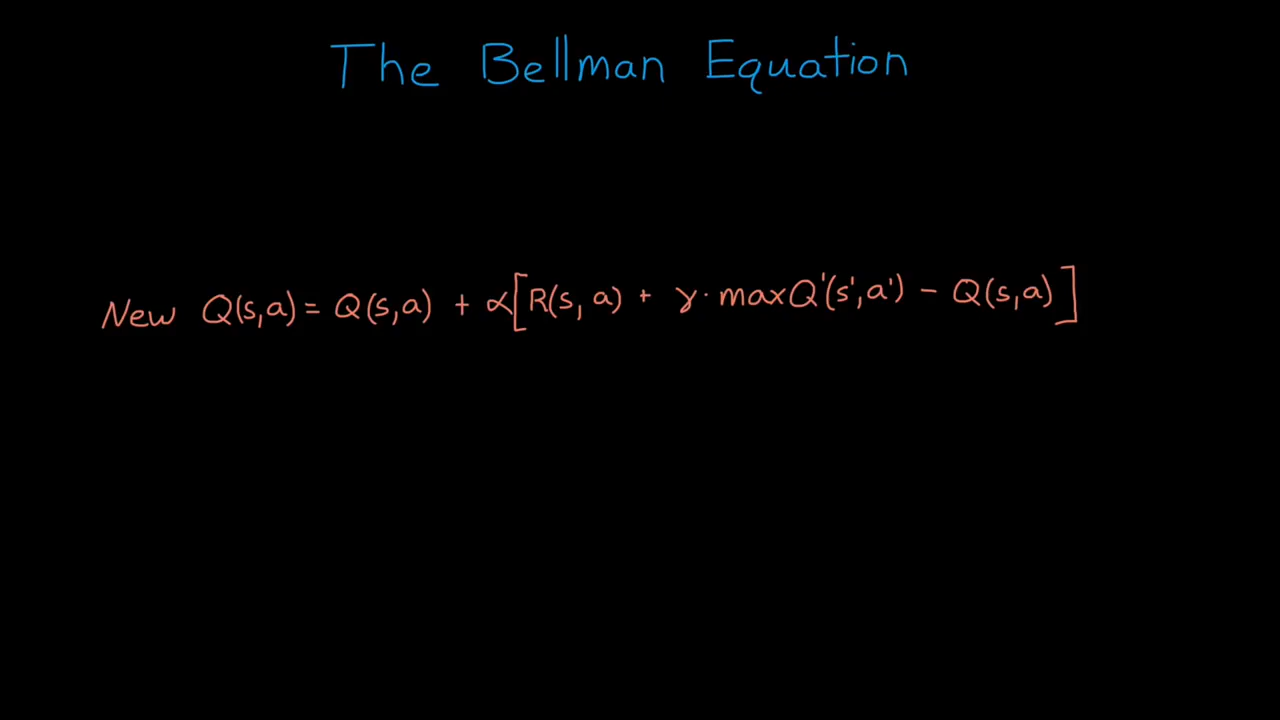 The Bellman Equation
New Q(s,a) = Q(s,a) + α[R(s,a) + γ·maxQ'(s',a') − Q(s,a)]